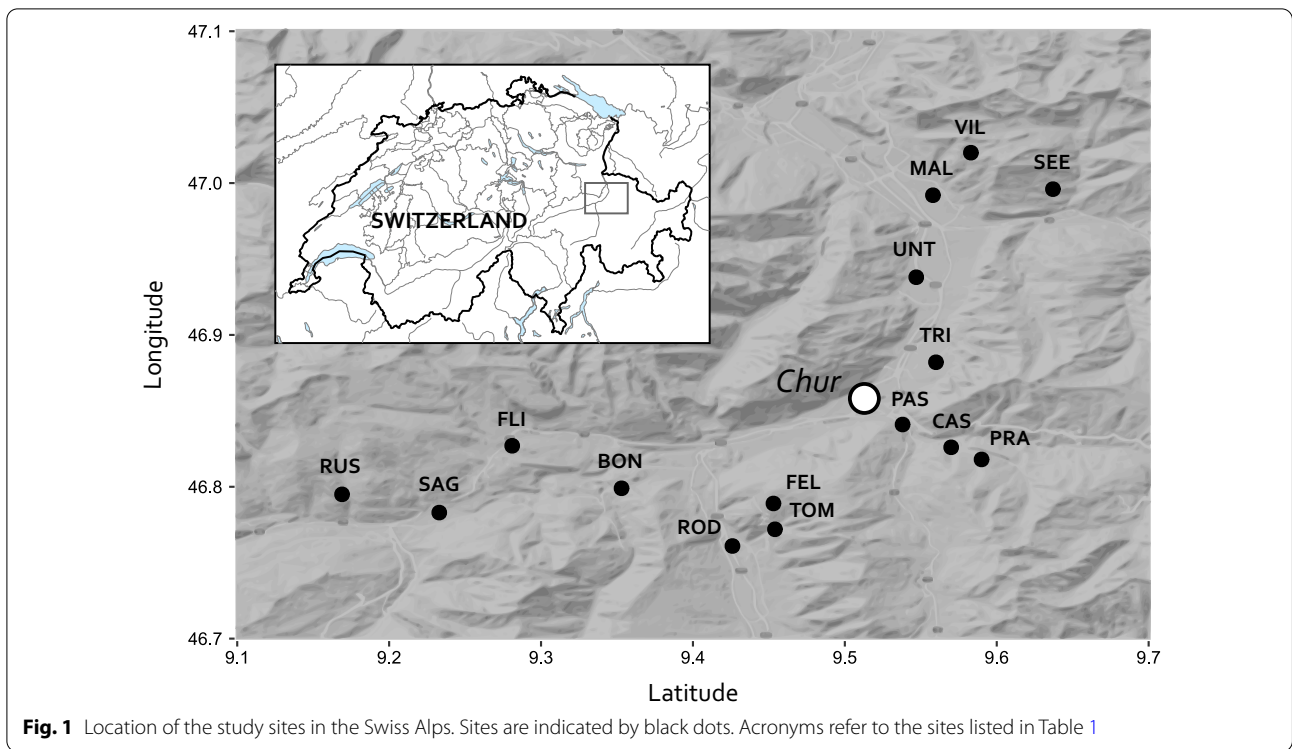 47.1
47.0
46.9
46.8
46.7
Longitude
SWITZERLAND
VIL
MAL
SEE
UNT
TRI
Chur
PAS
CAS
PRA
FLI
RUS
SAG
BON
FEL
TOM
ROD
9.1 9.2 9.3 9.4 9.5 9.6 9.7
Latitude
Fig. 1 Location of the study sites in the Swiss Alps. Sites are indicated by black dots. Acronyms refer to the sites listed in Table 1